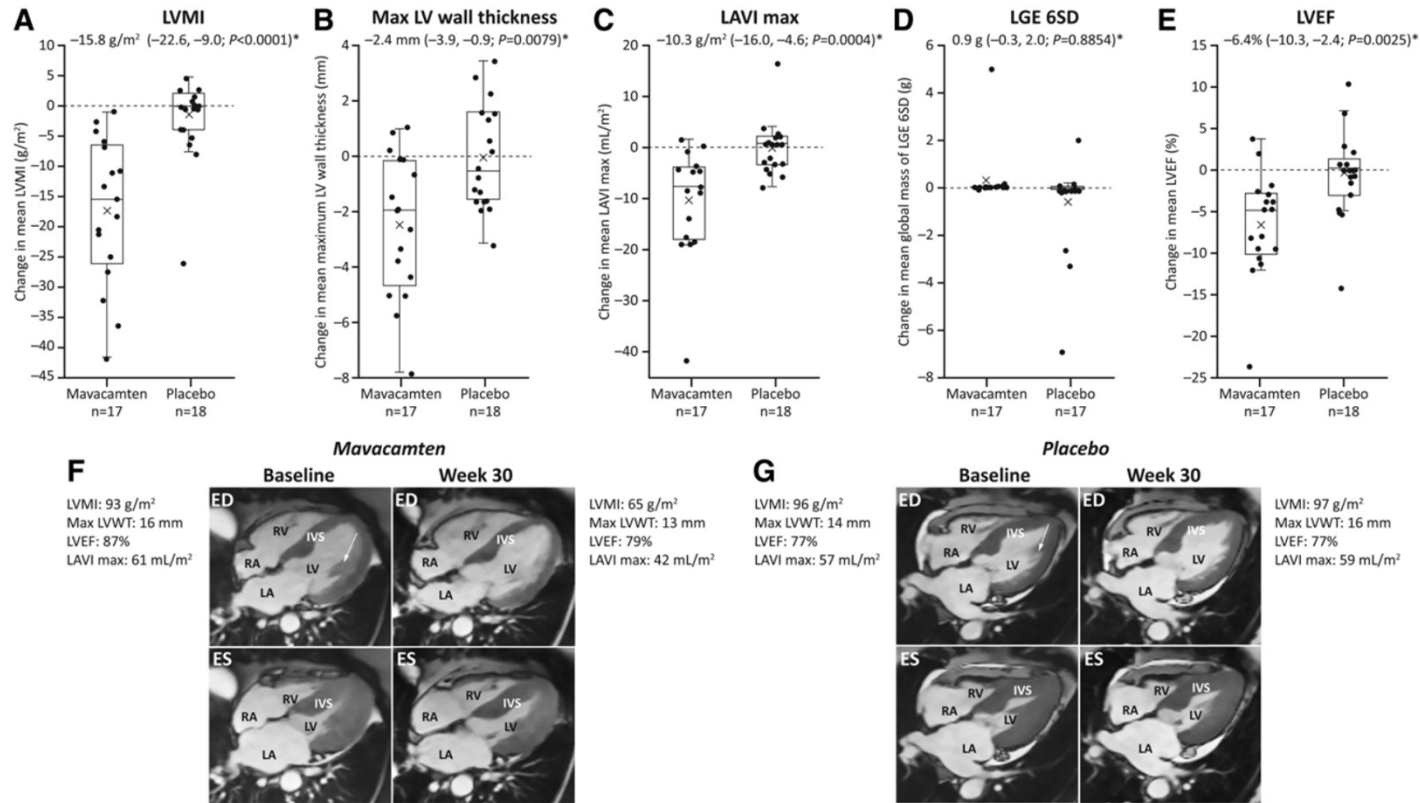 A
LVMI
−15.8 g/m² (−22.6, −9.0; P<0.0001)*
Change in mean LVMI (g/m²)
10
5
0
−5
−10
−15
−20
−25
−30
−35
−40
−45
Mavacamten
n=17
Placebo
n=18
B
Max LV wall thickness
−2.4 mm (−3.9, −0.9; P=0.0079)*
Change in mean maximum LV wall thickness (mm)
4
2
0
−2
−4
−6
−8
Mavacamten
n=17
Placebo
n=18
C
LAVI max
−10.3 g/m² (−16.0, −4.6; P=0.0004)*
Change in mean LAVI max (mL/m²)
20
10
0
−10
−20
−30
−40
Mavacamten
n=17
Placebo
n=18
D
LGE 6SD
0.9 g (−0.3, 2.0; P=0.8854)*
Change in mean global mass of LGE 6SD (g)
6
4
2
0
−2
−4
−6
−8
Mavacamten
n=17
Placebo
n=17
E
LVEF
−6.4% (−10.3, −2.4; P=0.0025)*
Change in mean LVEF (%)
15
10
5
0
−5
−10
−15
−20
−25
Mavacamten
n=17
Placebo
n=18
F
Mavacamten
Baseline
Week 30
LVMI: 93 g/m²
Max LVWT: 16 mm
LVEF: 87%
LAVI max: 61 mL/m²
ED
RV
IVS
RA
LV
LA
ED
RV
IVS
RA
LV
LA
ES
RV
IVS
RA
LV
LA
ES
RV
IVS
RA
LV
LA
LVMI: 65 g/m²
Max LVWT: 13 mm
LVEF: 79%
LAVI max: 42 mL/m²
G
Placebo
Baseline
Week 30
LVMI: 96 g/m²
Max LVWT: 14 mm
LVEF: 77%
LAVI max: 57 mL/m²
ED
RV
IVS
RA
LV
LA
ED
RV
IVS
RA
LV
LA
ES
RV
IVS
RA
LV
LA
ES
RV
IVS
RA
LV
LA
LVMI: 97 g/m²
Max LVWT: 16 mm
LVEF: 77%
LAVI max: 59 mL/m²